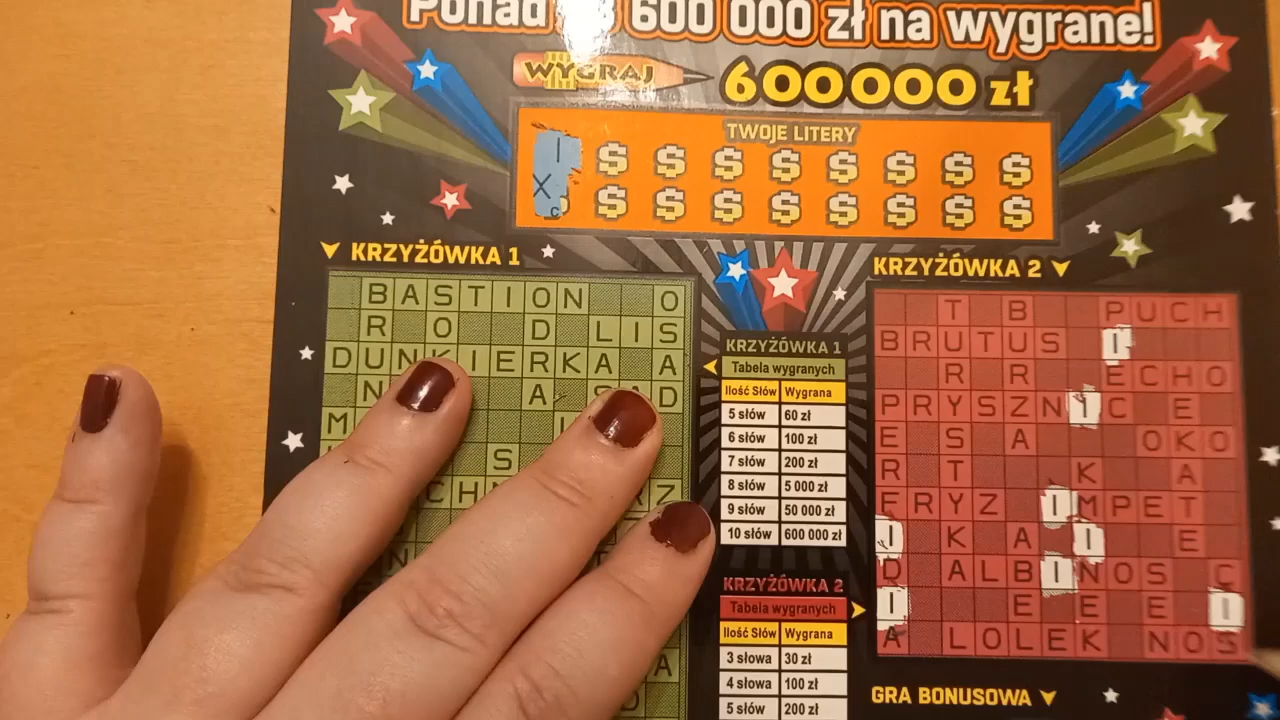 Ponad 600 000 zł na wygrane!
WYGRAJ 600000 zł
TWOJE LITERY
I $ $ $ $ $ $ $ $
X $ $ $ $ $ $ $ $
KRZYŻÓWKA 1
KRZYŻÓWKA 2
BASTION O
R O D LIS
DUNKIERKA A
N A SAD
M
S
CH Z
N
A
KRZYŻÓWKA 1
Tabela wygranych
Ilość Słów Wygrana
5 słów 60 zł
6 słów 100 zł
7 słów 200 zł
8 słów 5 000 zł
9 słów 50 000 zł
10 słów 600 000 zł
KRZYŻÓWKA 2
Tabela wygranych
Ilość Słów Wygrana
3 słowa 30 zł
4 słowa 100 zł
5 słów 200 zł
T B PUCH
BRUTUS I
R R ECHO
PRYSZNIC E
E S A OKO
R T K A
FRYZ IMPET
I K A I E
D ALBINOS C
I E E E I
A LOLEK NOS
GRA BONUSOWA